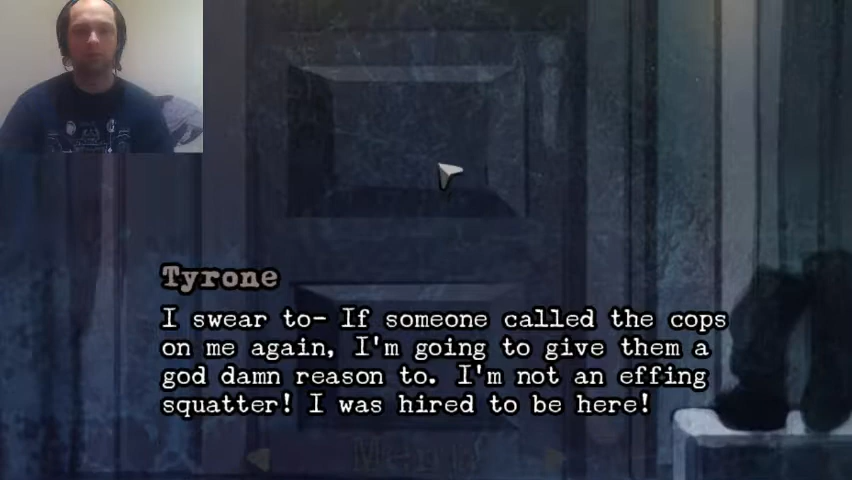 Tyrone
I swear to- If someone called the cops
on me again, I'm going to give them a
god damn reason to. I'm not an effing
squatter! I was hired to be here!
Menu